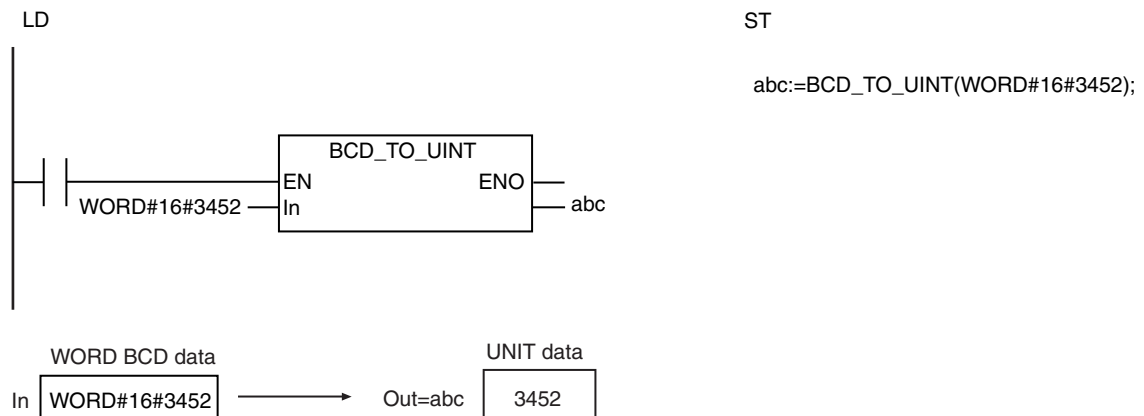 LD
ST
abc:=BCD_TO_UINT(WORD#16#3452);
BCD_TO_UINT
EN
ENO
WORD#16#3452
In
abc
WORD BCD data
UNIT data
In
WORD#16#3452
Out=abc
3452